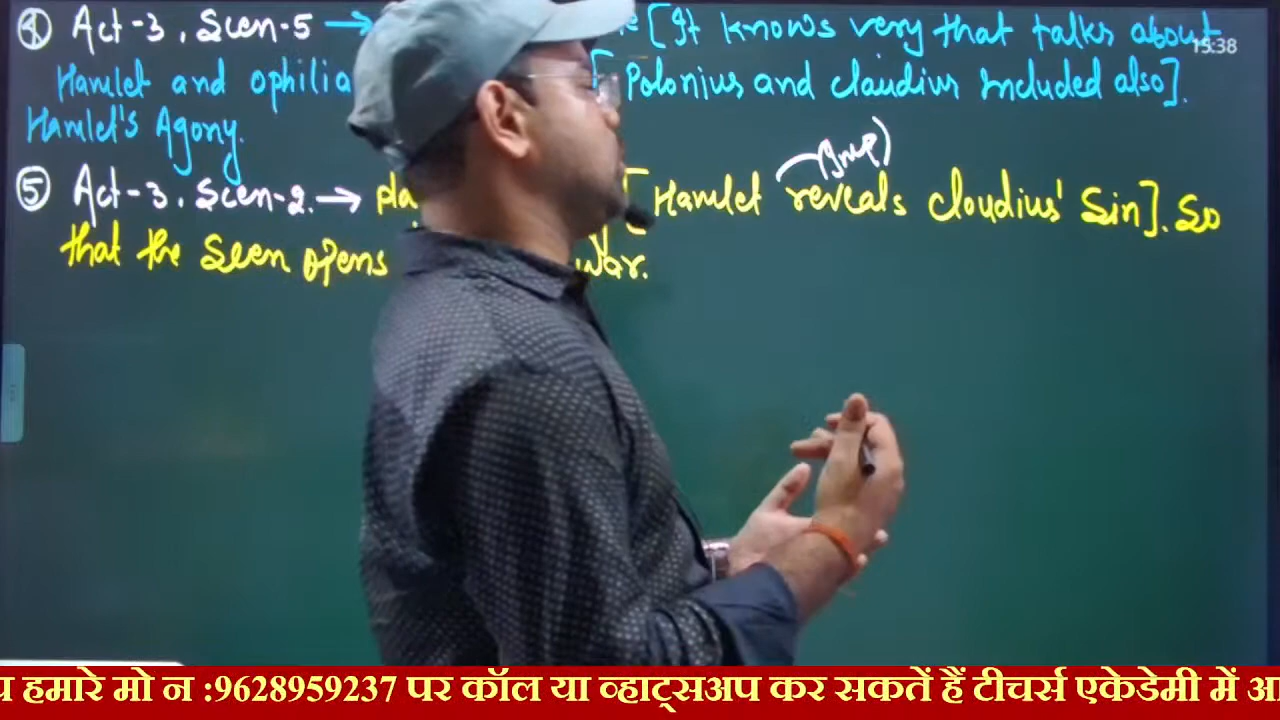 ④ Act-3, Scen-5 → [It knows very that talks about
15:38
Hamlet and ophilia [Polonius and claudius Included also].
Hamlet's Agony.
(Imp)
⑤ Act-3, Scen-2. → [Hamlet reveals cloudius' Sin]. So
that the Seen opens war.
हमारे मो न :9628959237 पर कॉल या व्हाट्सअप कर सकतें हैं टीचर्स एकेडेमी में